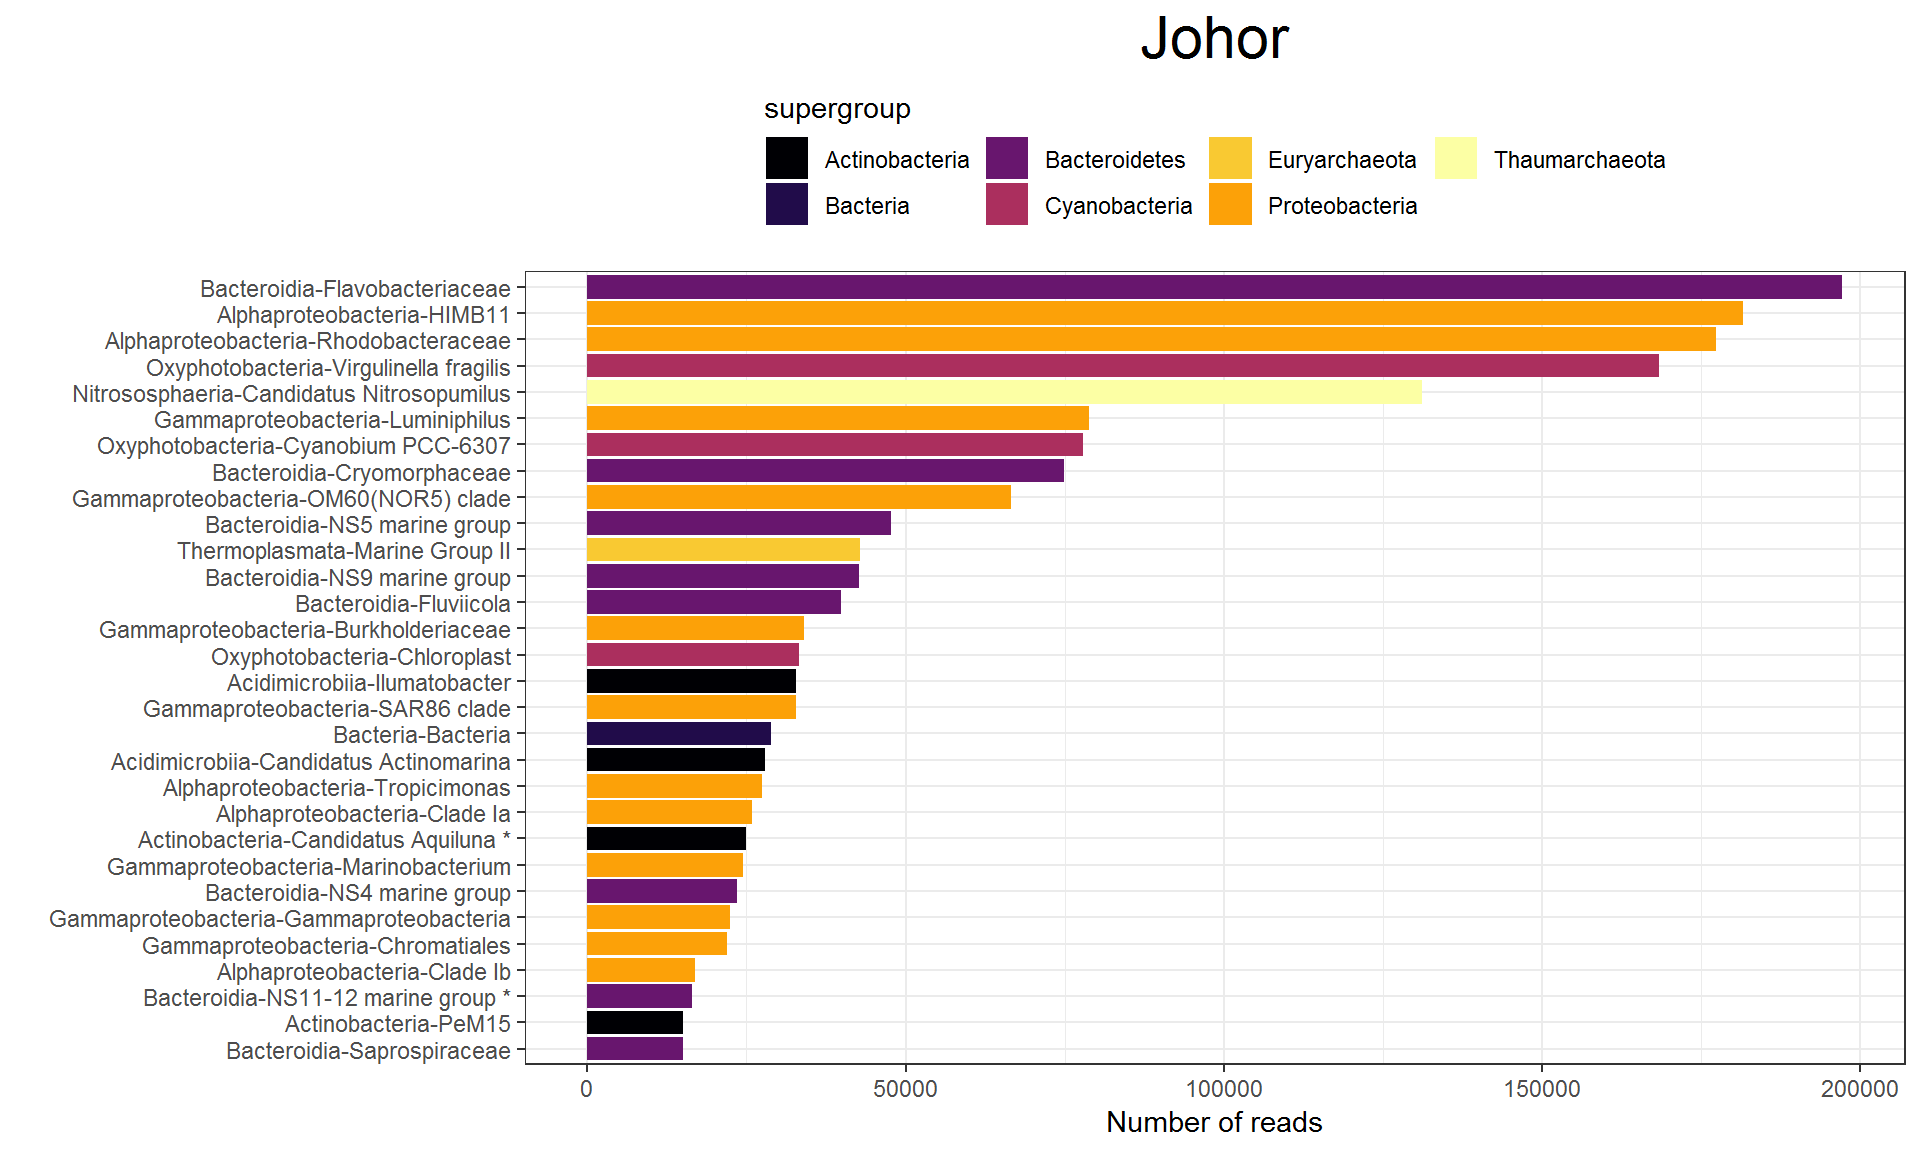 Johor
supergroup
Actinobacteria Bacteroidetes Euryarchaeota Thaumarchaeota
Bacteria Cyanobacteria Proteobacteria
Bacteroidia-Flavobacteriaceae
Alphaproteobacteria-HIMB11
Alphaproteobacteria-Rhodobacteraceae
Oxyphotobacteria-Virgulinella fragilis
Nitrososphaeria-Candidatus Nitrosopumilus
Gammaproteobacteria-Luminiphilus
Oxyphotobacteria-Cyanobium PCC-6307
Bacteroidia-Cryomorphaceae
Gammaproteobacteria-OM60(NOR5) clade
Bacteroidia-NS5 marine group
Thermoplasmata-Marine Group II
Bacteroidia-NS9 marine group
Bacteroidia-Fluviicola
Gammaproteobacteria-Burkholderiaceae
Oxyphotobacteria-Chloroplast
Acidimicrobiia-Ilumatobacter
Gammaproteobacteria-SAR86 clade
Bacteria-Bacteria
Acidimicrobiia-Candidatus Actinomarina
Alphaproteobacteria-Tropicimonas
Alphaproteobacteria-Clade Ia
Actinobacteria-Candidatus Aquiluna *
Gammaproteobacteria-Marinobacterium
Bacteroidia-NS4 marine group
Gammaproteobacteria-Gammaproteobacteria
Gammaproteobacteria-Chromatiales
Alphaproteobacteria-Clade Ib
Bacteroidia-NS11-12 marine group *
Actinobacteria-PeM15
Bacteroidia-Saprospiraceae
0 50000 100000 150000 200000
Number of reads